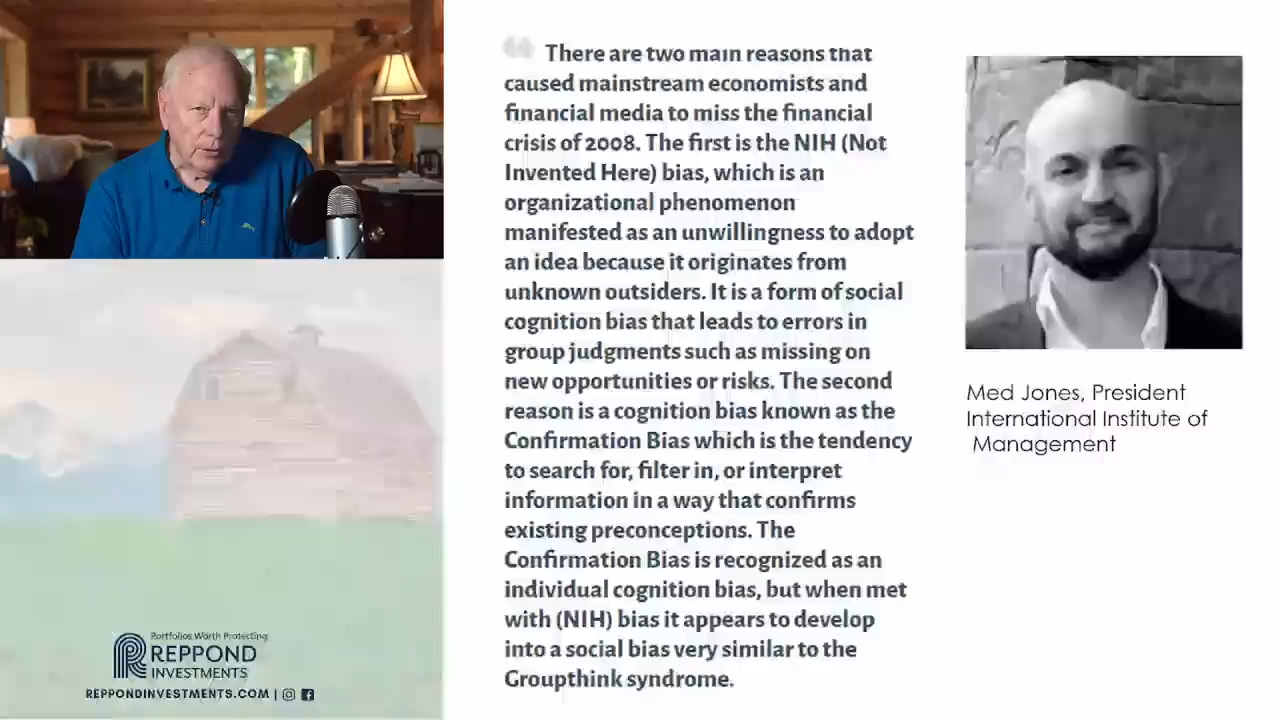 There are two main reasons that
caused mainstream economists and
financial media to miss the financial
crisis of 2008. The first is the NIH (Not
Invented Here) bias, which is an
organizational phenomenon
manifested as an unwillingness to adopt
an idea because it originates from
unknown outsiders. It is a form of social
cognition bias that leads to errors in
group judgments such as missing on
new opportunities or risks. The second
reason is a cognition bias known as the
Confirmation Bias which is the tendency
to search for, filter in, or interpret
information in a way that confirms
existing preconceptions. The
Confirmation Bias is recognized as an
individual cognition bias, but when met
with (NIH) bias it appears to develop
into a social bias very similar to the
Groupthink syndrome.
Med Jones, President
International Institute of
Management
Portfolios Worth Protecting
REPPOND
INVESTMENTS
REPPONDINVESTMENTS.COM |